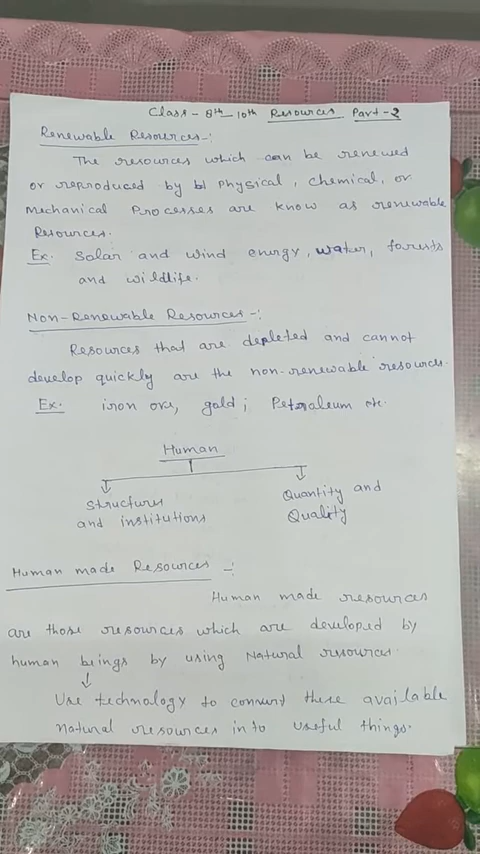 Class - 8th - 10th Resources Part-2
Renewable Resources -:
The resources which can be renewed
or reproduced by bl Physical, Chemical, or
Mechanical Processes are know as renewable
Resources.
Ex. Solar and wind energy, water, forests
and wildlife.
Non-Renewable Resources -:
Resources that are depleted and cannot
develop quickly are the non-renewable resources.
Ex. iron ore, gold; Petroleum etc.
Human
Structures
and institutions
Quantity and
Quality
Human made Resources -:
Human made resources
are those resources which are developed by
human beings by using Natural resources.
Use technology to convert these available
natural resources in to useful things.